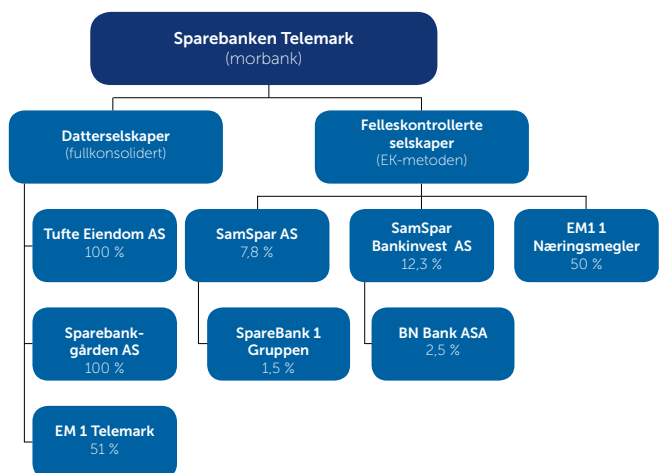 Sparebanken Telemark
(morbank)
Datterselskaper
(fullkonsolidert)
Felleskontrollerte
selskaper
(EK-metoden)
Tufte Eiendom AS
100 %
SamSpar AS
7,8 %
SamSpar
Bankinvest AS
12,3 %
EM1 1
Næringsmegler
50 %
Sparebank-
gården AS
100 %
SpareBank 1
Gruppen
1,5 %
BN Bank ASA
2,5 %
EM 1 Telemark
51 %